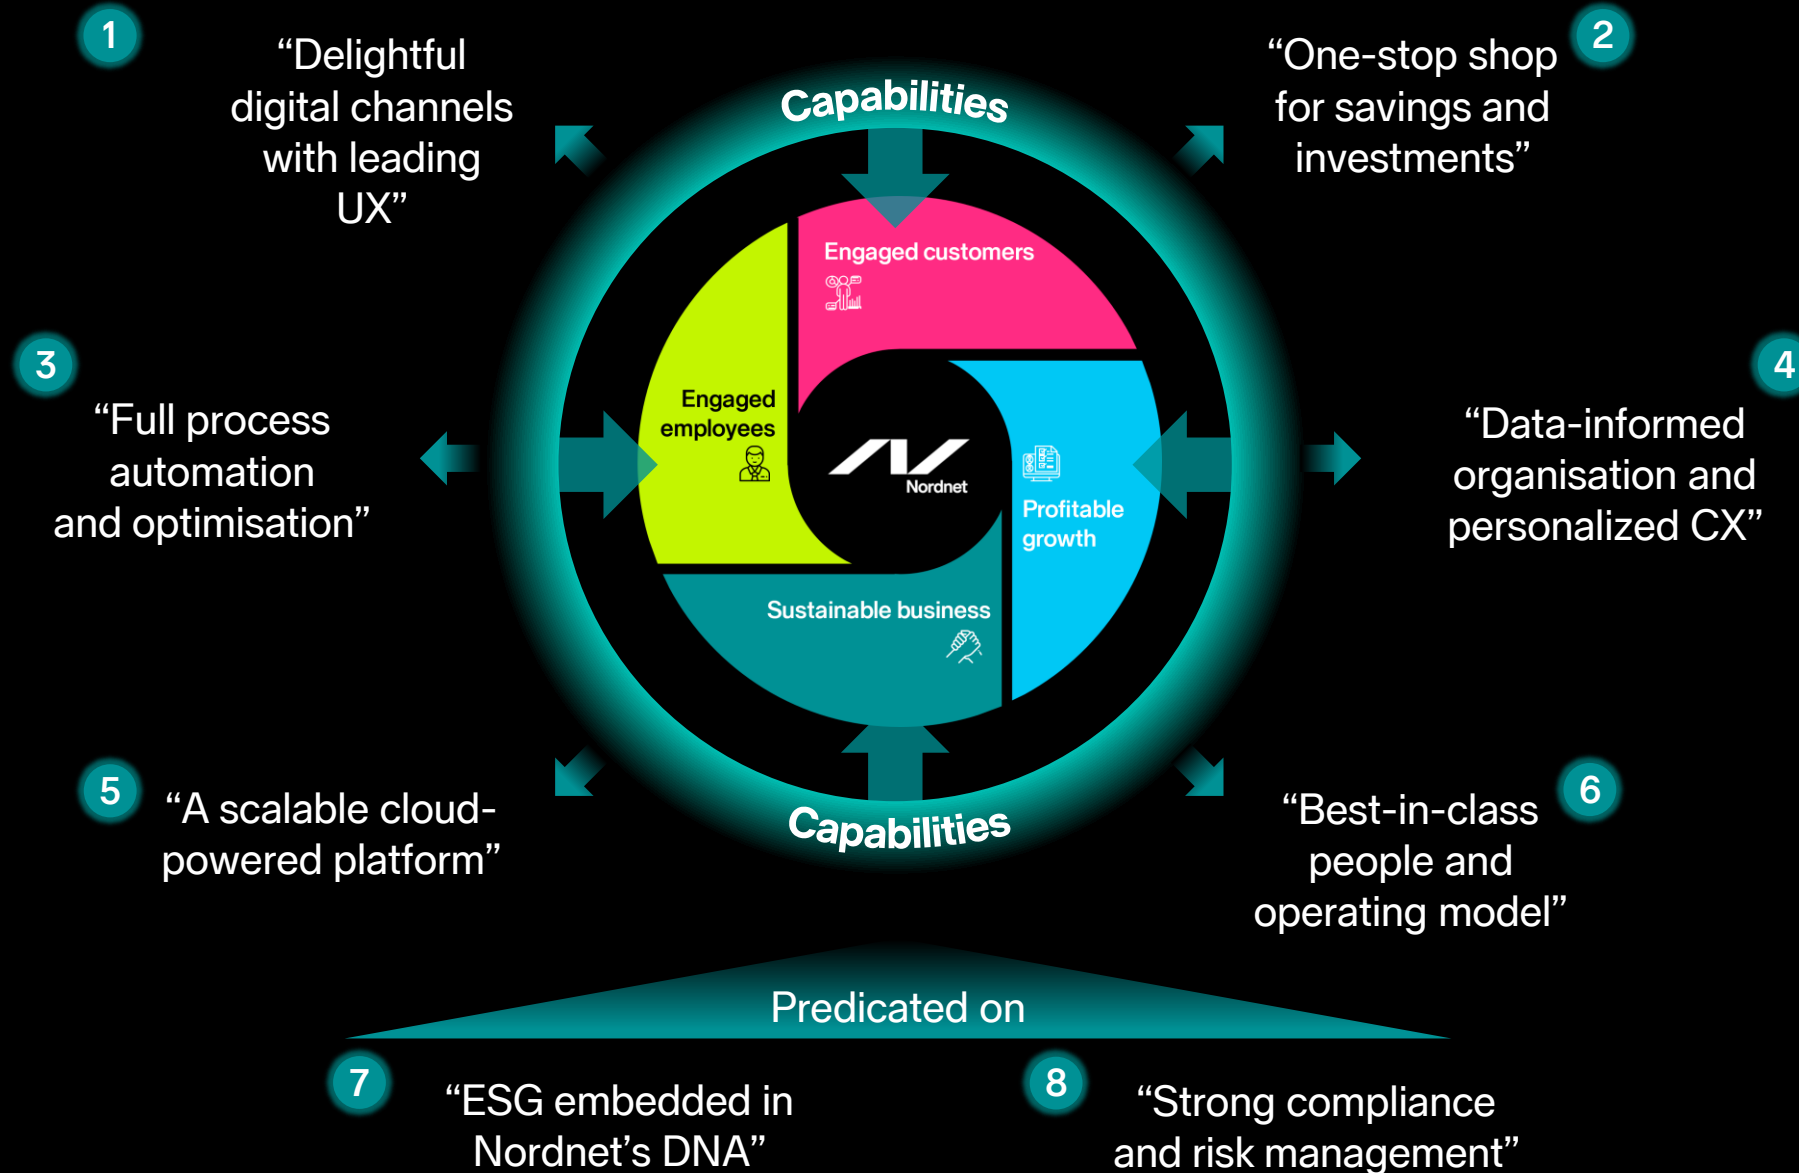 1
“Delightful
digital channels
with leading
UX”
Capabilities
2
“One-stop shop
for savings and
investments”
Engaged customers
3
“Full process
automation
and optimisation”
Engaged
employees
Nordnet
Profitable
growth
4
“Data-informed
organisation and
personalized CX”
Sustainable business
5
“A scalable cloud-
powered platform”
Capabilities
6
“Best-in-class
people and
operating model”
Predicated on
7
“ESG embedded in
Nordnet’s DNA”
8
“Strong compliance
and risk management”